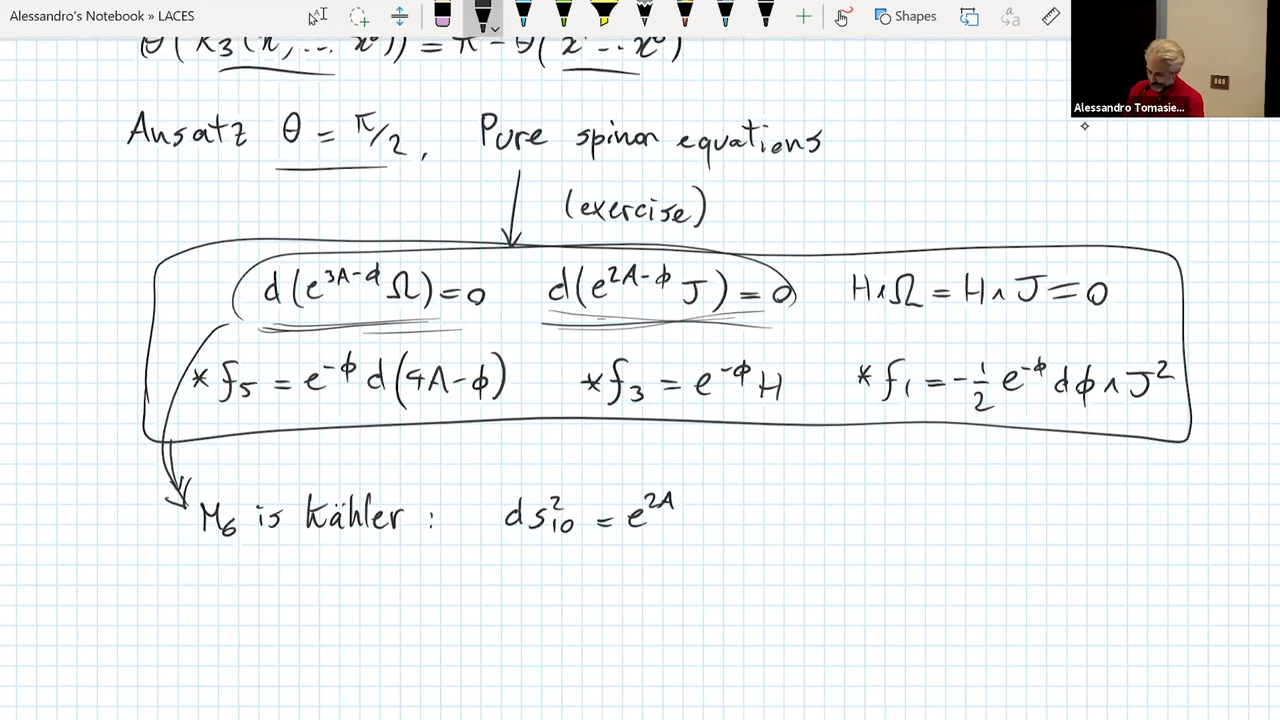 Alessandro's Notebook » LACES
Shapes
Alessandro Tomasie...
Ansatz θ = π/2, Pure spinor equations
(exercise)
d(e^{3A-ϕ} Ω) = 0 d(e^{2A-ϕ} J) = 0 H∧Ω = H∧J = 0
* f₅ = e^{-ϕ} d(4A-ϕ) * f₃ = e^{-ϕ} H * f₁ = -1/2 e^{-ϕ} dϕ ∧ J²
M₆ is Kähler : ds²₁₀ = e^{2A}